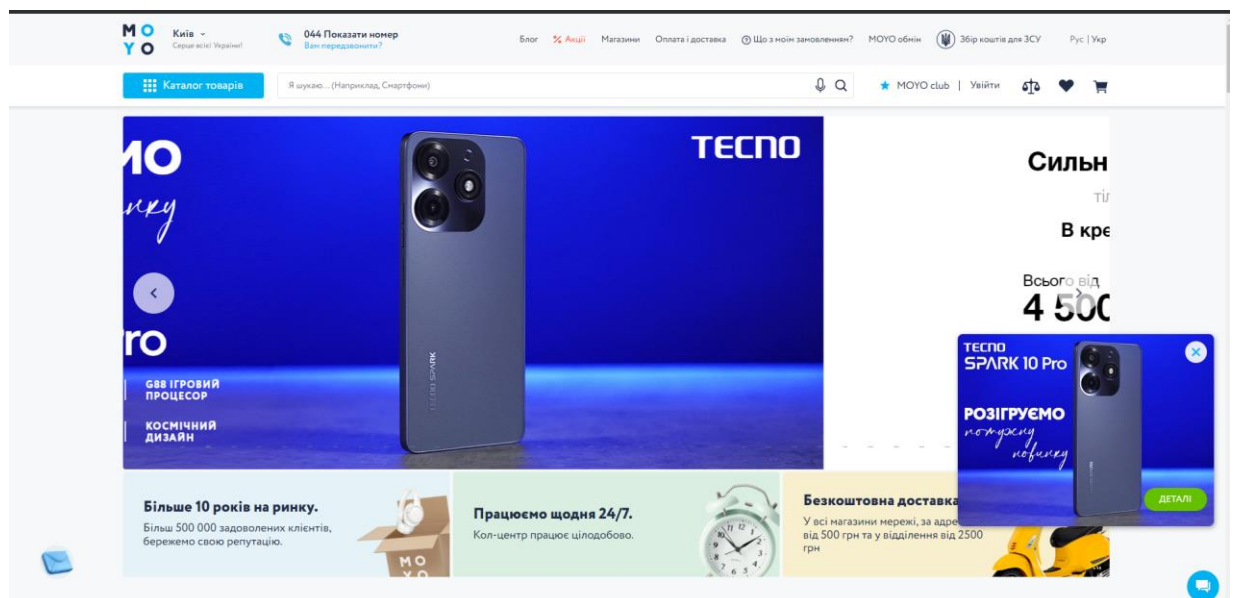 MO
YO
Київ
Серце всієї України!
044 Показати номер
Вам передзвонити?
Блог
% Акції
Магазини
Оплата і доставка
Що з моїм замовленням?
MOYO обмін
Збір коштів для ЗСУ
Рус | Укр
Каталог товарів
Я шукаю... (Наприклад, Смартфони)
MOYO club | Увійти
TECNO
TECNO SPARK
G88 ІГРОВИЙ
ПРОЦЕСОР
КОСМІЧНИЙ
ДИЗАЙН
Сильн
тіл
В кре
Всього від
4 500
TECNO
SPARK 10 Pro
РОЗІГРУЄМО
потужну
новинку
ДЕТАЛІ
Більше 10 років на ринку.
Більш 500 000 задоволених клієнтів,
бережемо свою репутацію.
MO
Працюємо щодня 24/7.
Кол-центр працює цілодобово.
Безкоштовна доставка
У всі магазини мережі, за адре
від 500 грн та у відділення від 2500
грн